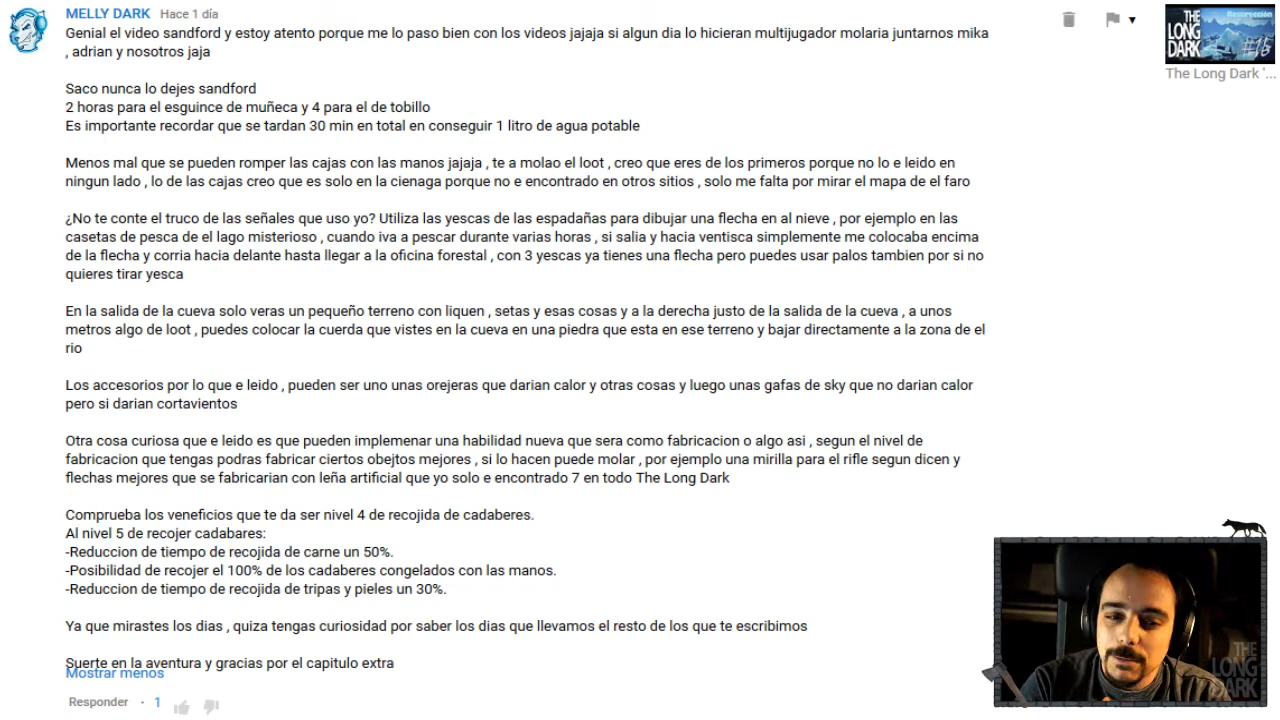 MELLY DARK Hace 1 día
Genial el video sandford y estoy atento porque me lo paso bien con los videos jajaja si algun dia lo hicieran multijugador molaria juntarnos mika
, adrian y nosotros jaja
Saco nunca lo dejes sandford
2 horas para el esguince de muñeca y 4 para el de tobillo
Es importante recordar que se tardan 30 min en total en conseguir 1 litro de agua potable
Menos mal que se pueden romper las cajas con las manos jajaja , te a molao el loot , creo que eres de los primeros porque no lo e leido en
ningun lado , lo de las cajas creo que es solo en la cienaga porque no e encontrado en otros sitios , solo me falta por mirar el mapa de el faro
¿No te conte el truco de las señales que uso yo? Utiliza las yescas de las espadañas para dibujar una flecha en al nieve , por ejemplo en las
casetas de pesca de el lago misterioso , cuando iva a pescar durante varias horas , si salia y hacia ventisca simplemente me colocaba encima
de la flecha y corria hacia delante hasta llegar a la oficina forestal , con 3 yescas ya tienes una flecha pero puedes usar palos tambien por si no
quieres tirar yesca
En la salida de la cueva solo veras un pequeño terreno con liquen , setas y esas cosas y a la derecha justo de la salida de la cueva , a unos
metros algo de loot , puedes colocar la cuerda que vistes en la cueva en una piedra que esta en ese terreno y bajar directamente a la zona de el
rio
Los accesorios por lo que e leido , pueden ser uno unas orejeras que darian calor y otras cosas y luego unas gafas de sky que no darian calor
pero si darian cortavientos
Otra cosa curiosa que e leido es que pueden implemenar una habilidad nueva que sera como fabricacion o algo asi , segun el nivel de
fabricacion que tengas podras fabricar ciertos obejtos mejores , si lo hacen puede molar , por ejemplo una mirilla para el rifle segun dicen y
flechas mejores que se fabricarian con leña artificial que yo solo e encontrado 7 en todo The Long Dark
Comprueba los veneficios que te da ser nivel 4 de recojida de cadaberes.
Al nivel 5 de recojer cadabares:
-Reduccion de tiempo de recojida de carne un 50%.
-Posibilidad de recojer el 100% de los cadaberes congelados con las manos.
-Reduccion de tiempo de recojida de tripas y pieles un 30%.
Ya que mirastes los dias , quiza tengas curiosidad por saber los dias que llevamos el resto de los que te escribimos
Suerte en la aventura y gracias por el capitulo extra
Mostrar menos
Responder · 1
THE
LONG
DARK
Resurrección
#15
The Long Dark '...
THE
LONG
DARK